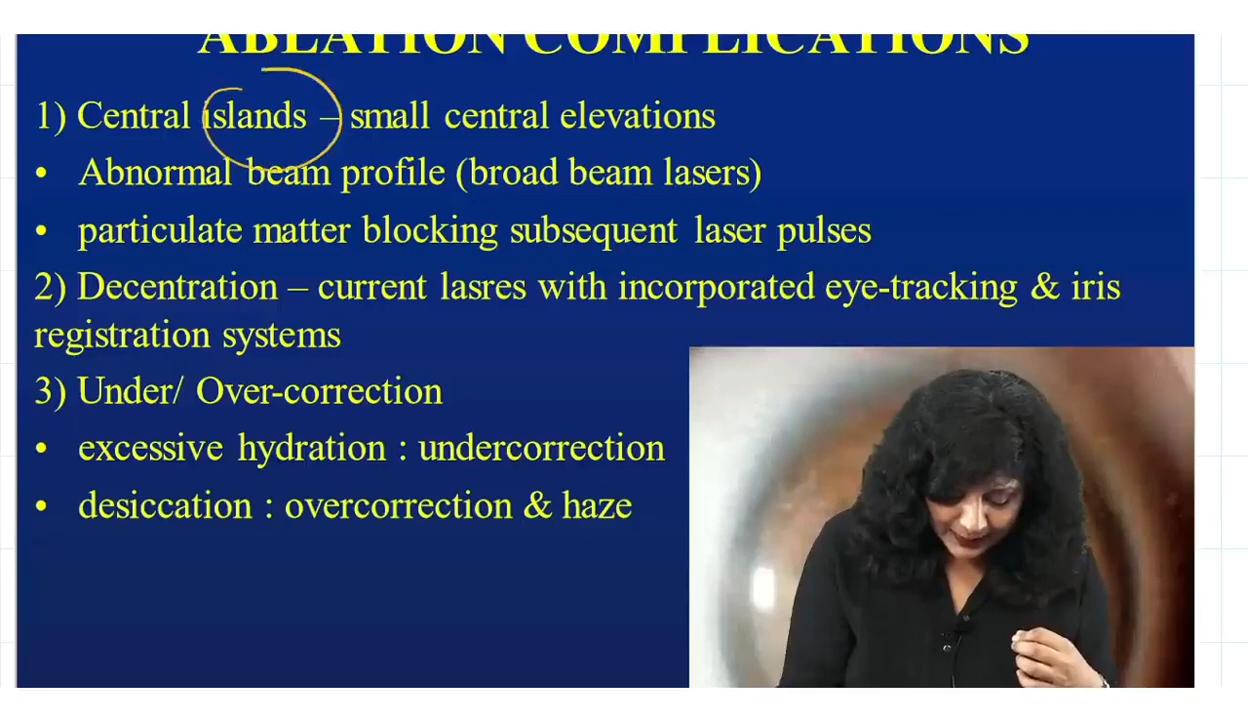 ABLATION COMPLICATIONS
1) Central islands – small central elevations
• Abnormal beam profile (broad beam lasers)
• particulate matter blocking subsequent laser pulses
2) Decentration – current lasres with incorporated eye-tracking & iris
registration systems
3) Under/ Over-correction
• excessive hydration : undercorrection
• desiccation : overcorrection & haze